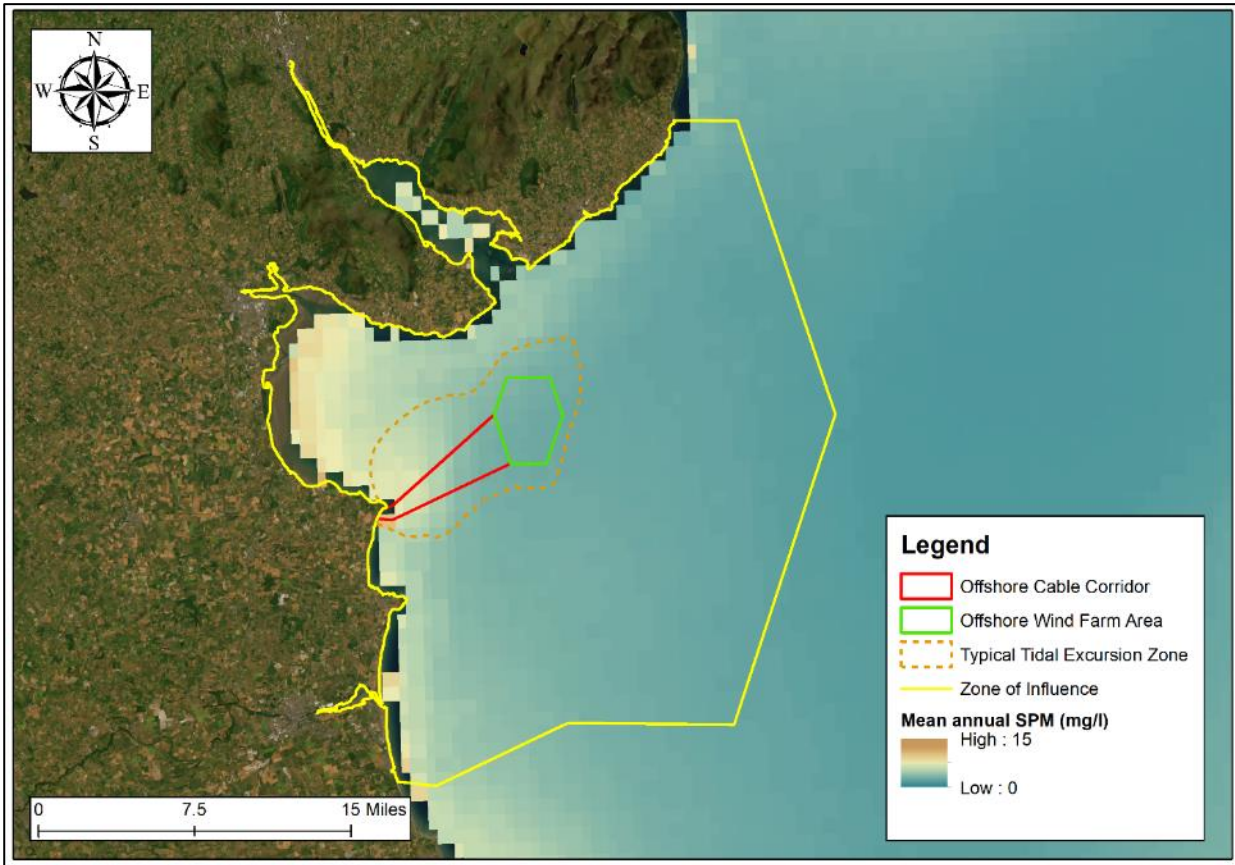 N
W E
S
Legend
Offshore Cable Corridor
Offshore Wind Farm Area
Typical Tidal Excursion Zone
Zone of Influence
Mean annual SPM (mg/l)
High : 15
Low : 0
0 7.5 15 Miles